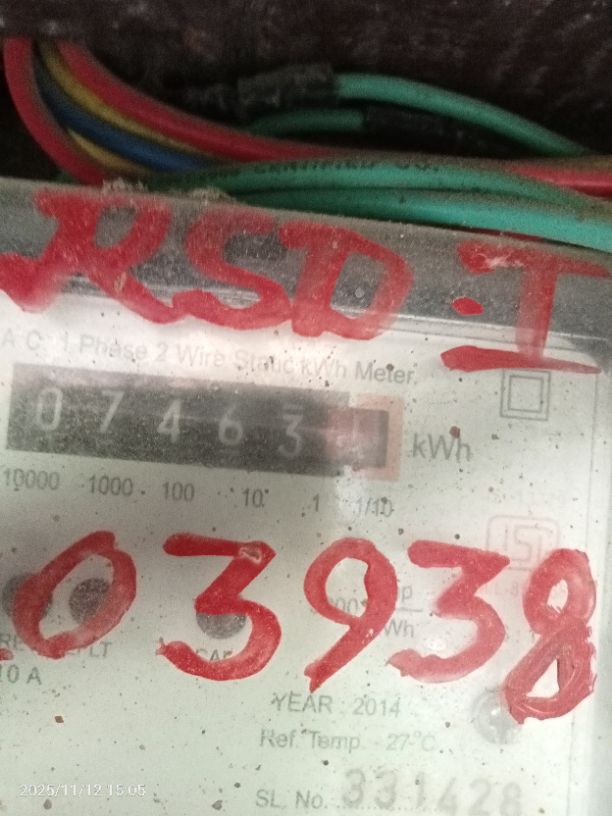 RSD-I
A.C. 1 Phase 2 Wire Static kWh Meter
0 7 4 6 3
kWh
10000 1000 100 10 1 1/10
03938
10 A
YEAR : 2014
Ref. Temp. - 27°C
SL. No. 331428
2025/11/12 15:05